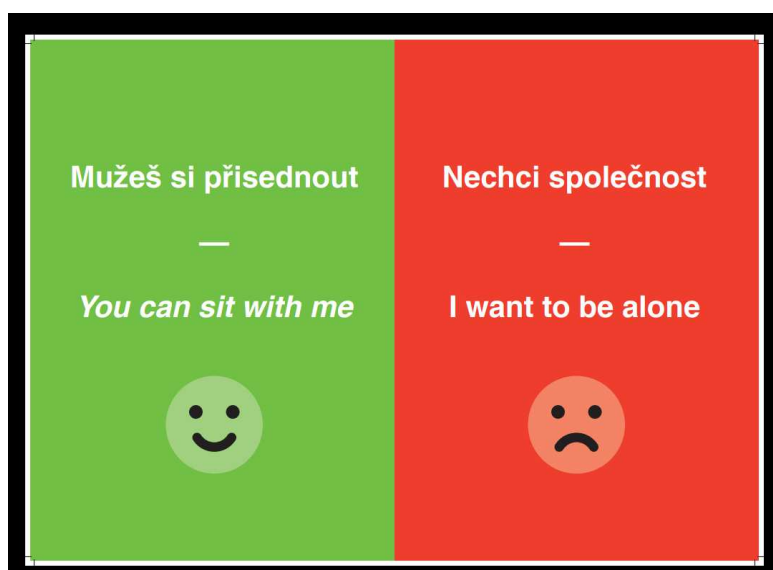 Mužeš si přisednout
—
You can sit with me
Nechci společnost
—
I want to be alone